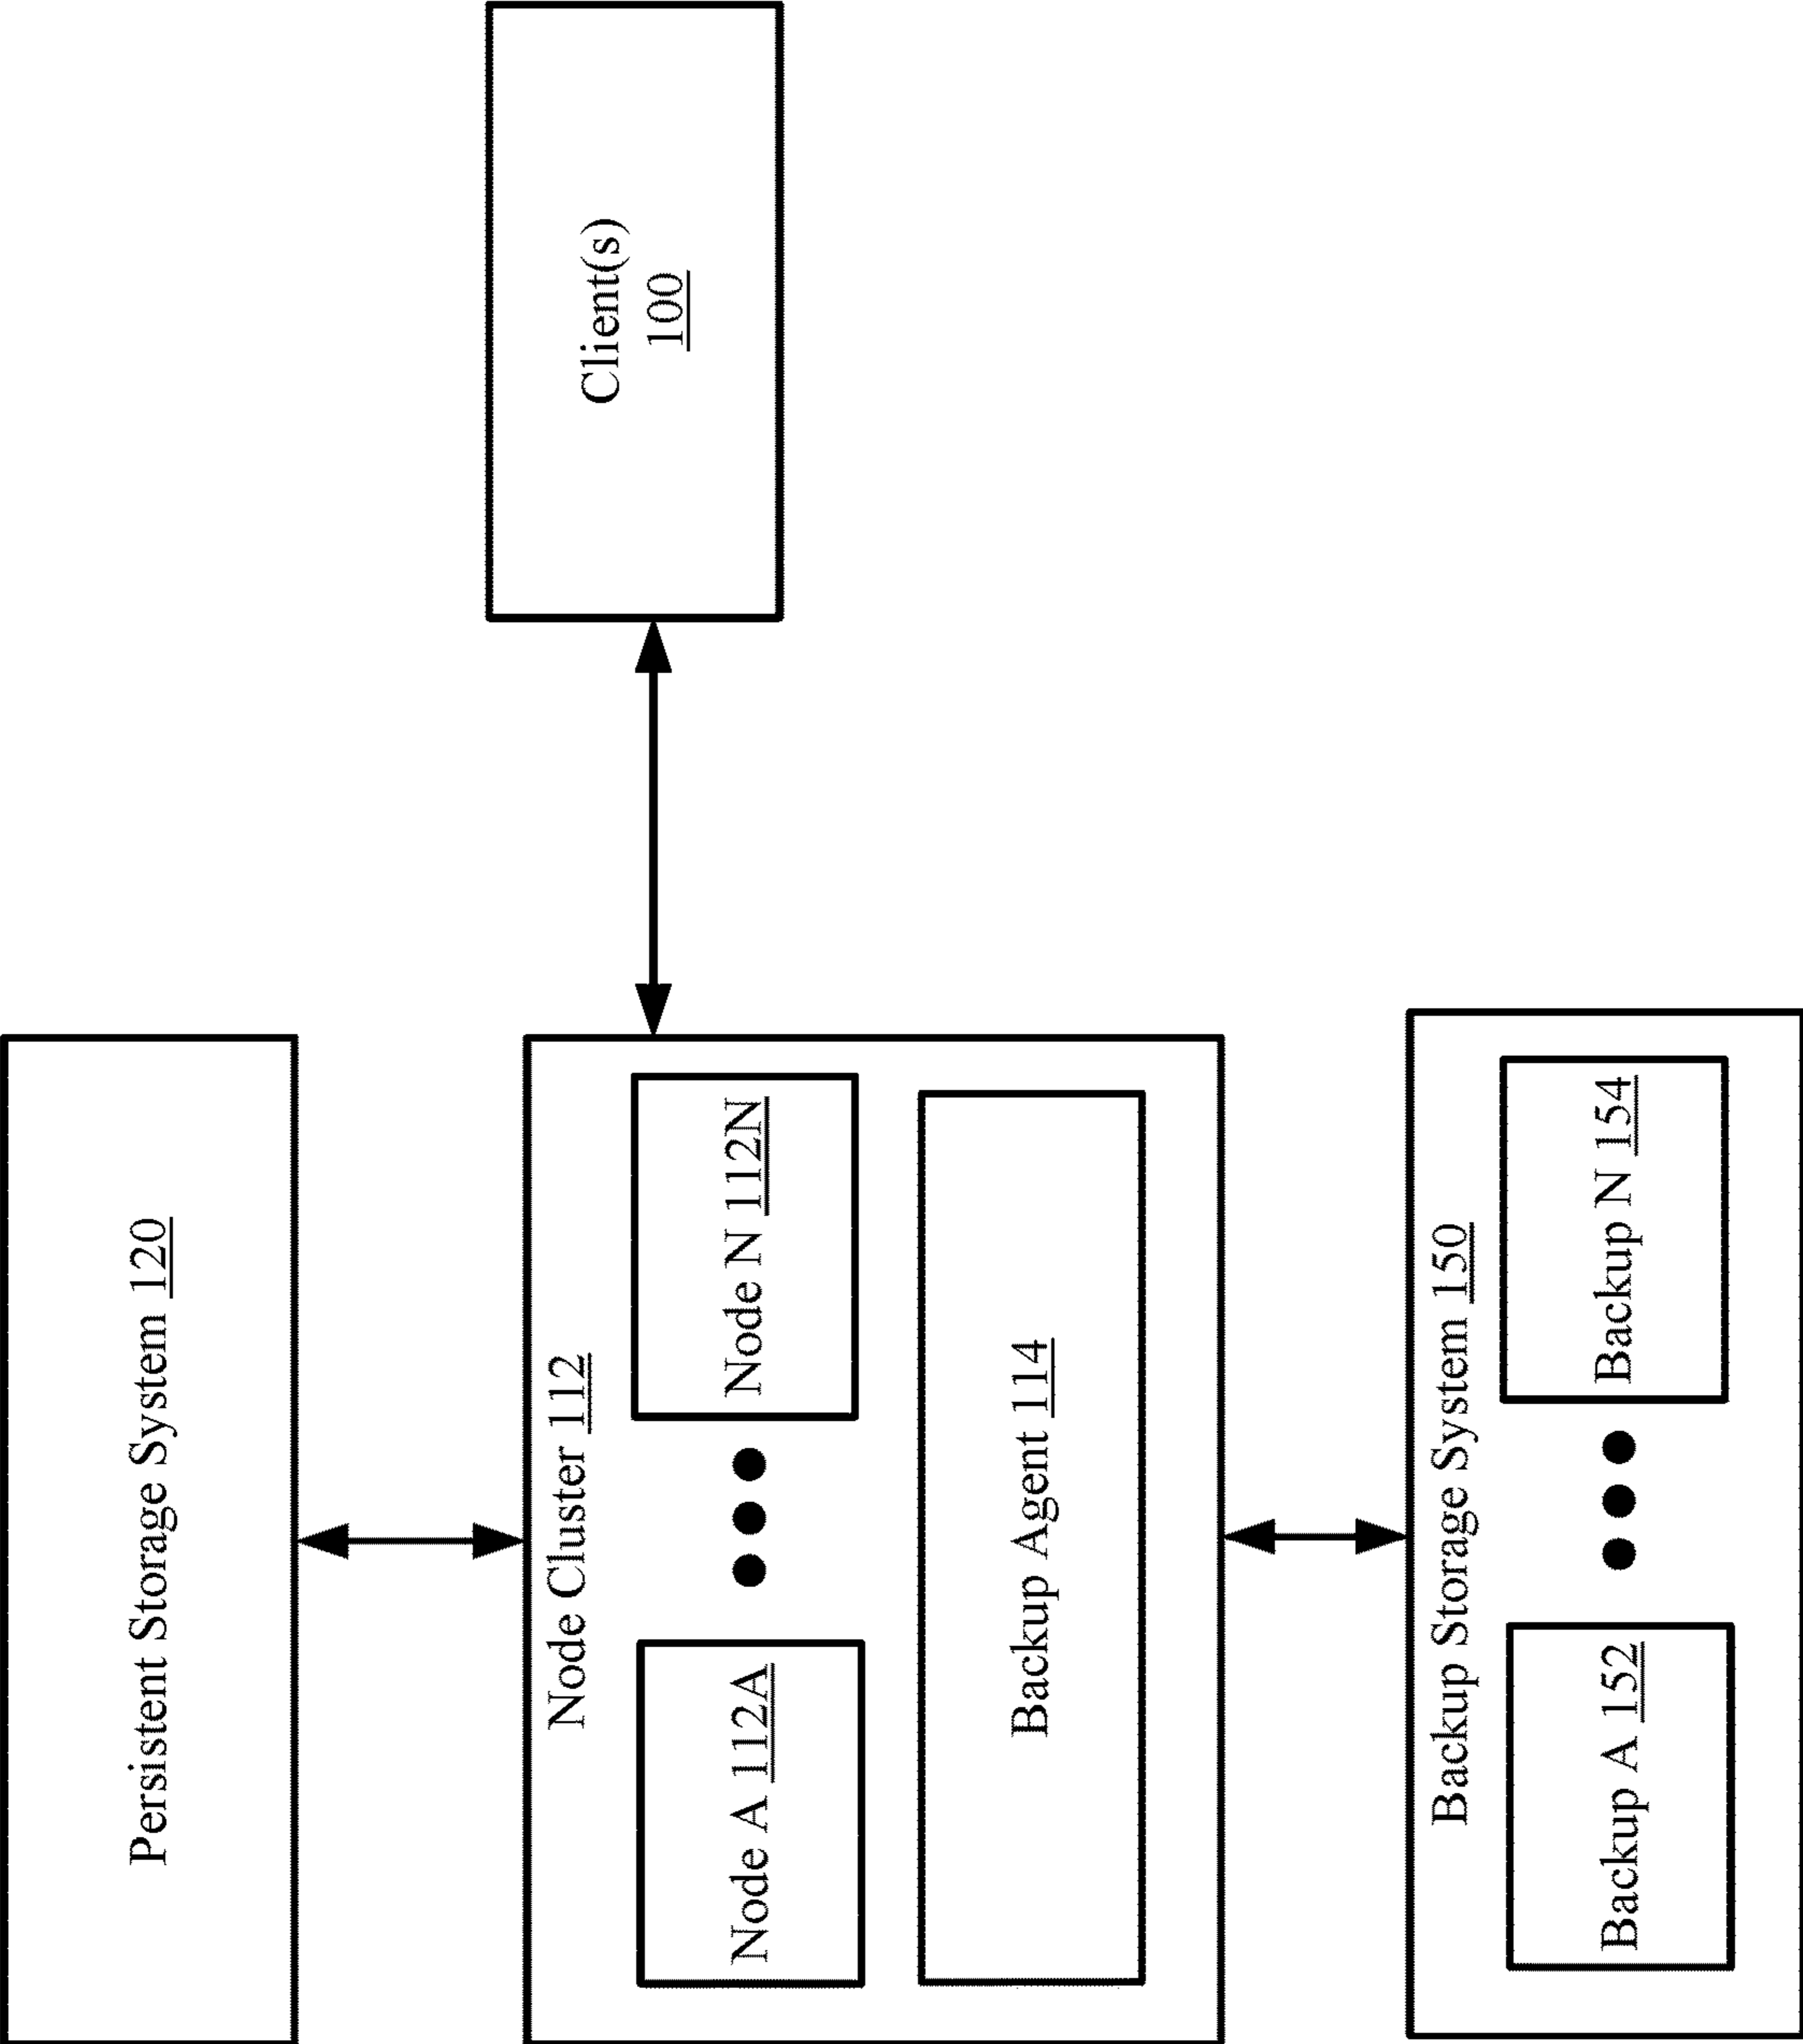 Persistent Storage System 120
Node Cluster 112
Node A 112A
Node N 112N
Backup Agent 114
Client(s)
100
Backup Storage System 150
Backup A 152
Backup N 154